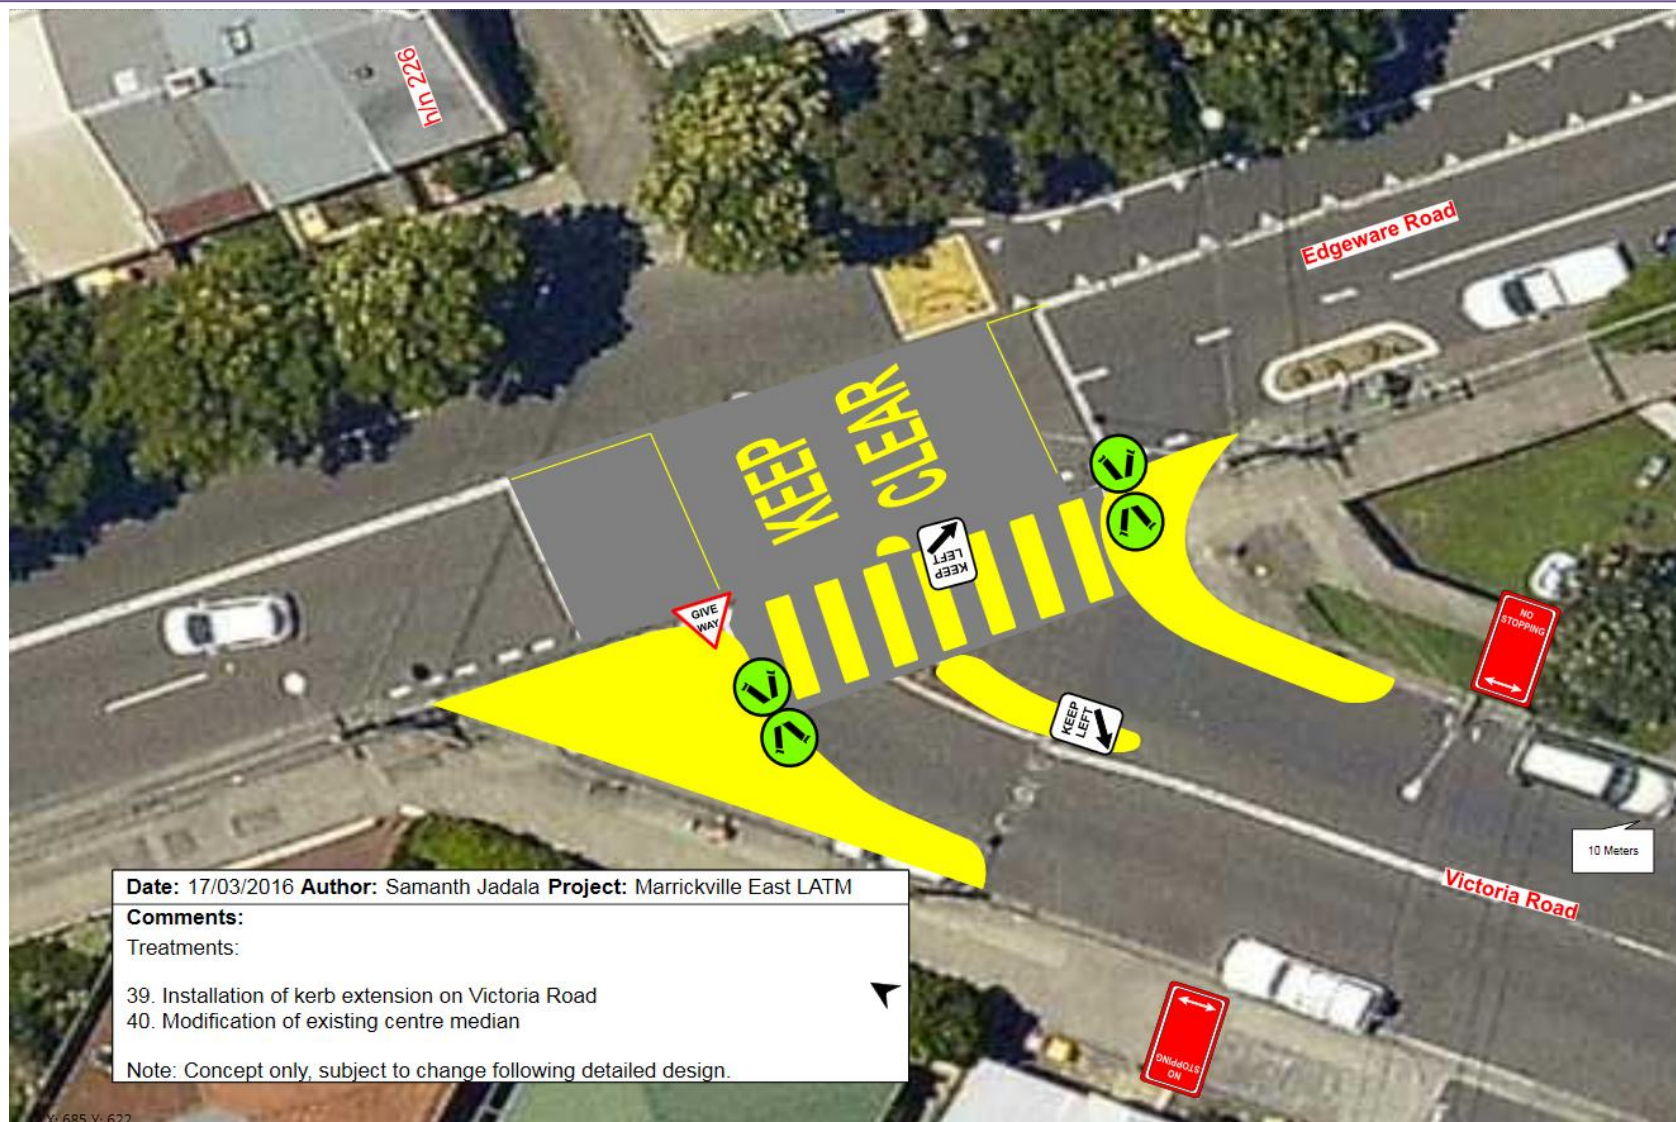 h/n 226
Edgeware Road
KEEP
CLEAR
KEEP
LEFT
GIVE
WAY
KEEP
LEFT
NO
STOPPING
10 Meters
Victoria Road
NO
STOPPING
Date: 17/03/2016 Author: Samanth Jadala Project: Marrickville East LATM
Comments:
Treatments:
39. Installation of kerb extension on Victoria Road
40. Modification of existing centre median
Note: Concept only, subject to change following detailed design.
X: 685 Y: 622